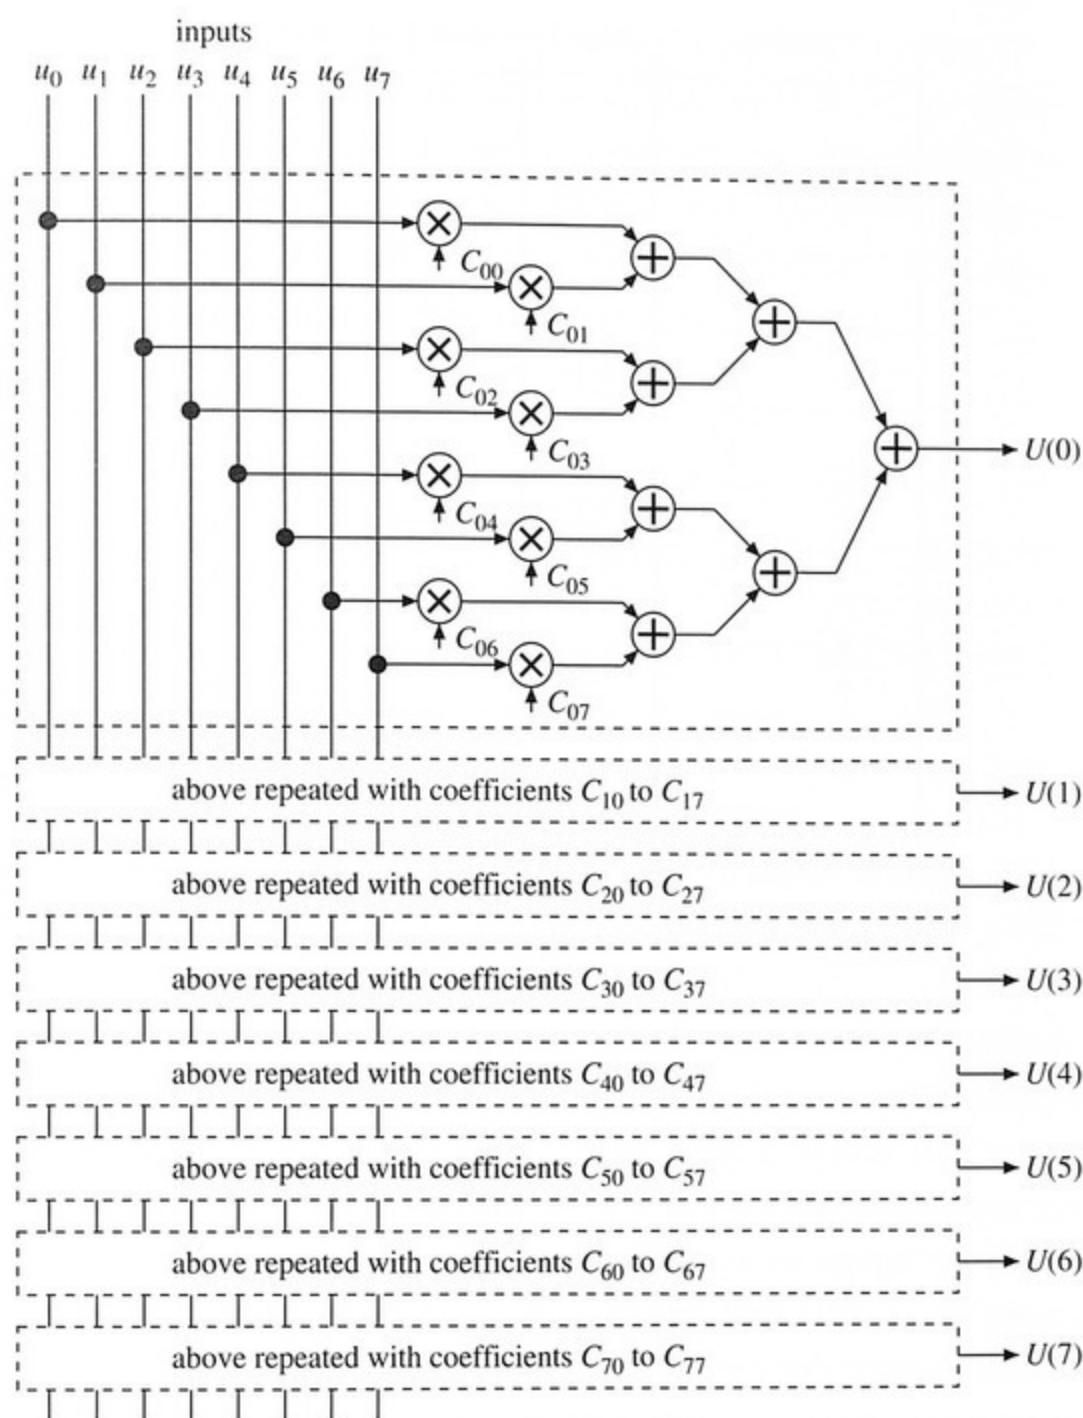 inputs
u₀ u₁ u₂ u₃ u₄ u₅ u₆ u₇
C₀₀
C₀₁
C₀₂
C₀₃
U(0)
C₀₄
C₀₅
C₀₆
C₀₇
above repeated with coefficients C₁₀ to C₁₇ U(1)
above repeated with coefficients C₂₀ to C₂₇ U(2)
above repeated with coefficients C₃₀ to C₃₇ U(3)
above repeated with coefficients C₄₀ to C₄₇ U(4)
above repeated with coefficients C₅₀ to C₅₇ U(5)
above repeated with coefficients C₆₀ to C₆₇ U(6)
above repeated with coefficients C₇₀ to C₇₇ U(7)